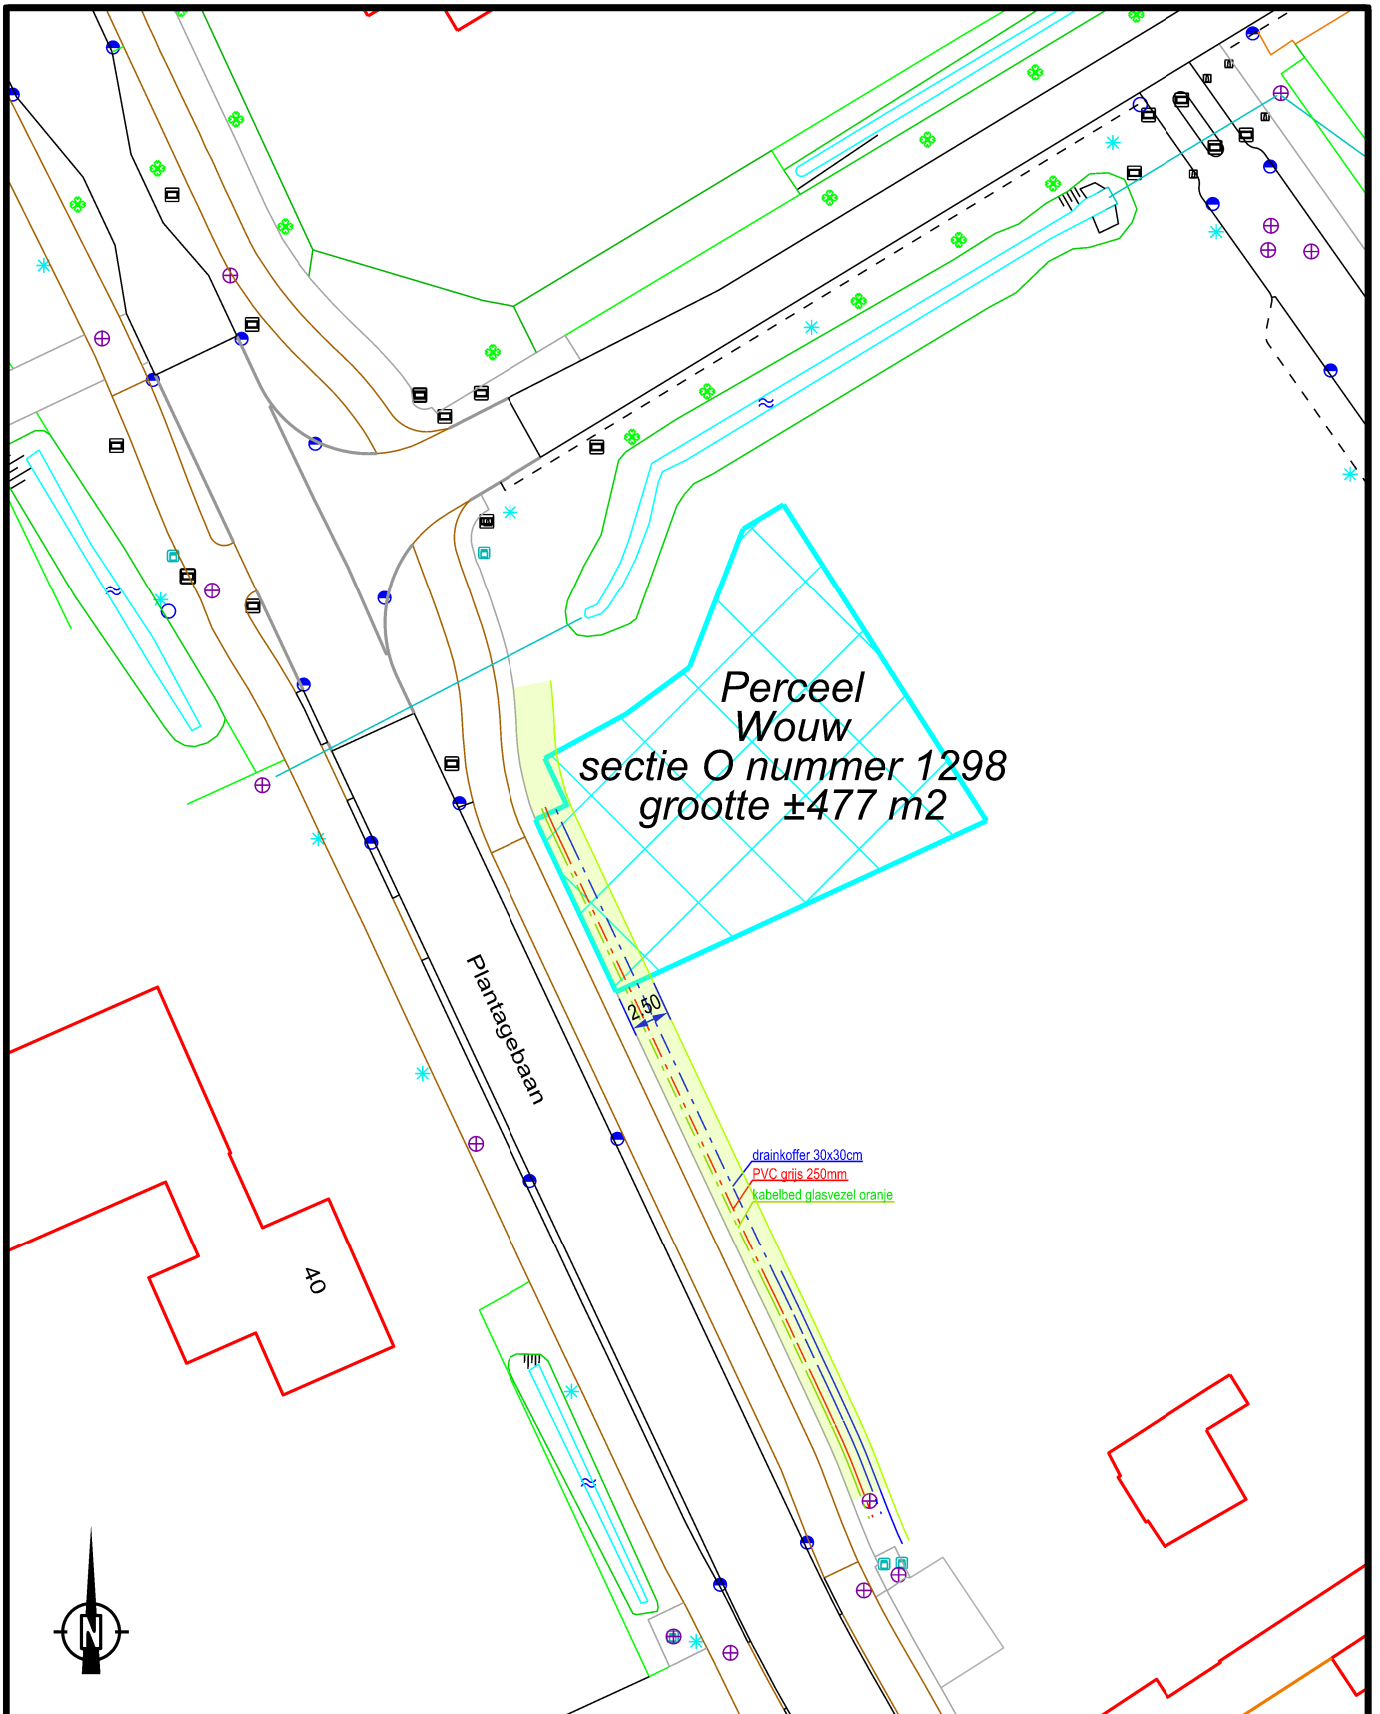 Perceel
Wouw
sectie O nummer 1298
grootte ±477 m2
Plantagebaan
2.50
drainkoffer 30x30cm
PVC grijs 250mm
kabelbed glasvezel oranje
40
N